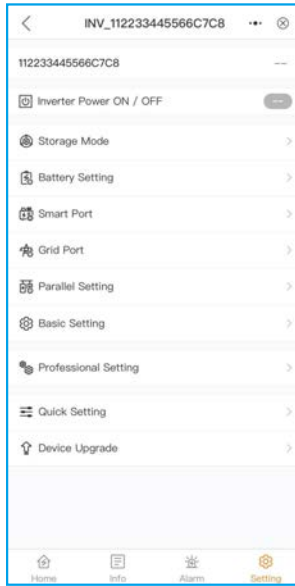 INV_112233445566C7C8
112233445566C7C8 --
Inverter Power ON / OFF --
Storage Mode
Battery Setting
Smart Port
Grid Port
Parallel Setting
Basic Setting
Professional Setting
Quick Setting
Device Upgrade
Home Info Alarm Setting